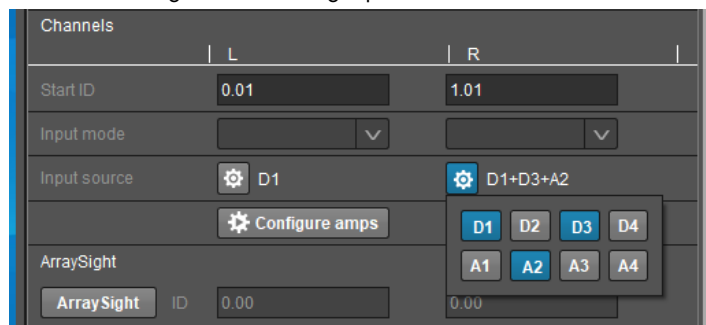 Channels
L R
Start ID 0.01 1.01
Input mode
Input source D1 D1+D3+A2
Configure amps
D1 D2 D3 D4
ArraySight
A1 A2 A3 A4
ArraySight ID 0.00 0.00